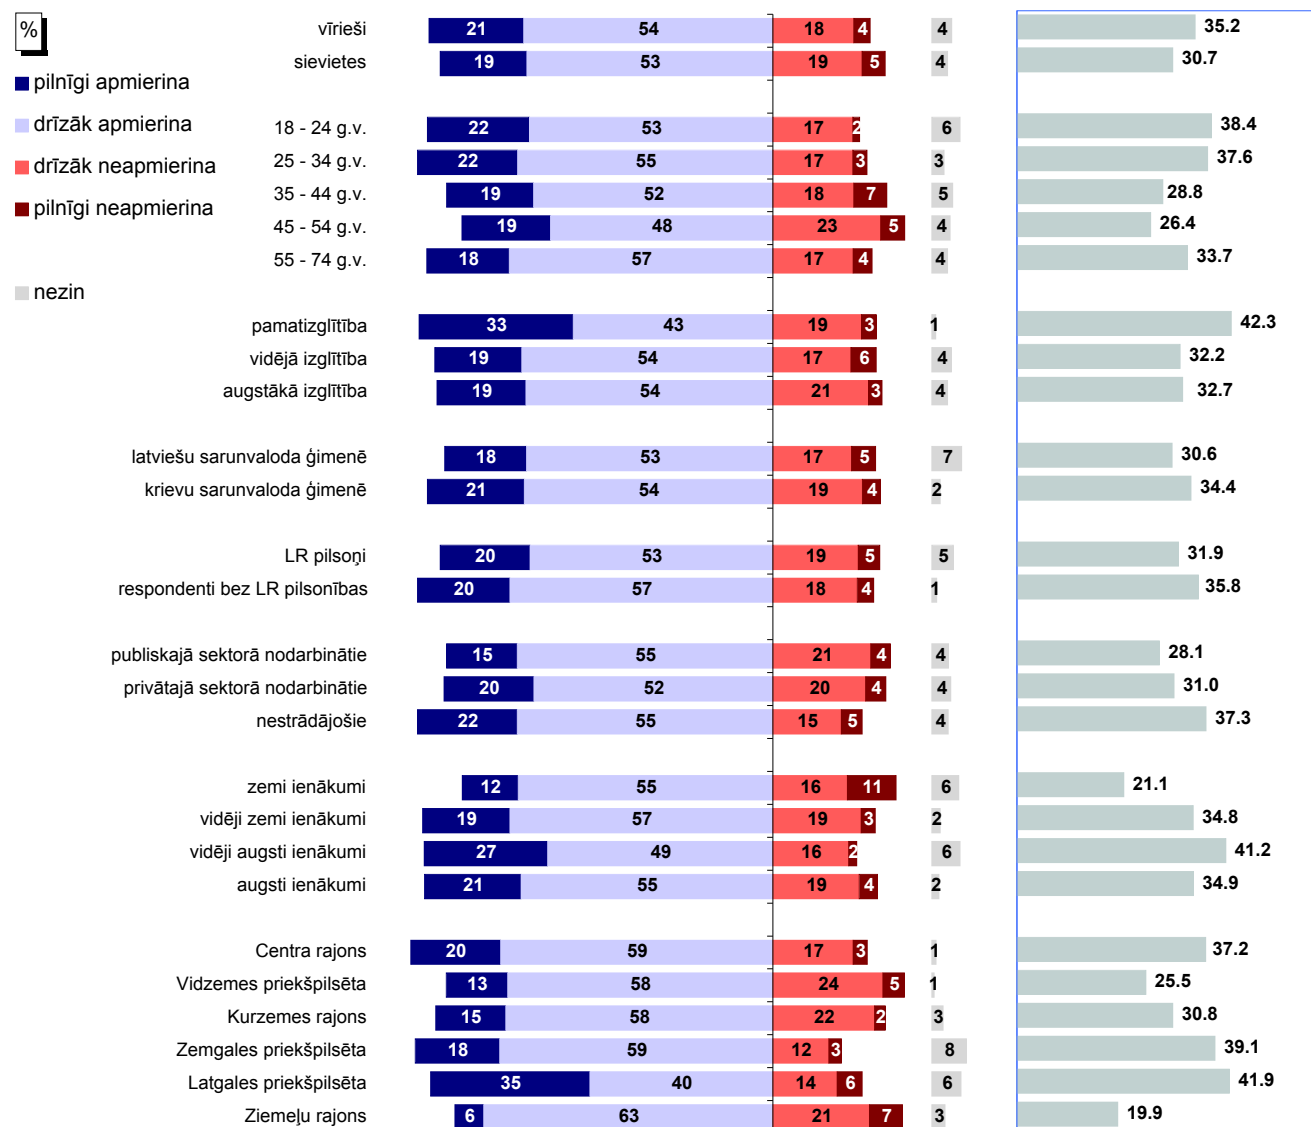 %
pilnīgi apmierina
drīzāk apmierina
drīzāk neapmierina
pilnīgi neapmierina
nezin
vīrieši 21 54 18 4 4 35.2
sievietes 19 53 19 5 4 30.7
18 - 24 g.v. 22 53 17 2 6 38.4
25 - 34 g.v. 22 55 17 3 3 37.6
35 - 44 g.v. 19 52 18 7 5 28.8
45 - 54 g.v. 19 48 23 5 4 26.4
55 - 74 g.v. 18 57 17 4 4 33.7
pamatizglītība 33 43 19 3 1 42.3
vidējā izglītība 19 54 17 6 4 32.2
augstākā izglītība 19 54 21 3 4 32.7
latviešu sarunvaloda ģimenē 18 53 17 5 7 30.6
krievu sarunvaloda ģimenē 21 54 19 4 2 34.4
LR pilsoņi 20 53 19 5 5 31.9
respondenti bez LR pilsonības 20 57 18 4 1 35.8
publiskajā sektorā nodarbinātie 15 55 21 4 4 28.1
privātajā sektorā nodarbinātie 20 52 20 4 4 31.0
nestrādājošie 22 55 15 5 4 37.3
zemi ienākumi 12 55 16 11 6 21.1
vidēji zemi ienākumi 19 57 19 3 2 34.8
vidēji augsti ienākumi 27 49 16 2 6 41.2
augsti ienākumi 21 55 19 4 2 34.9
Centra rajons 20 59 17 3 1 37.2
Vidzemes priekšpilsēta 13 58 24 5 1 25.5
Kurzemes rajons 15 58 22 2 3 30.8
Zemgales priekšpilsēta 18 59 12 3 8 39.1
Latgales priekšpilsēta 35 40 14 6 6 41.9
Ziemeļu rajons 6 63 21 7 3 19.9